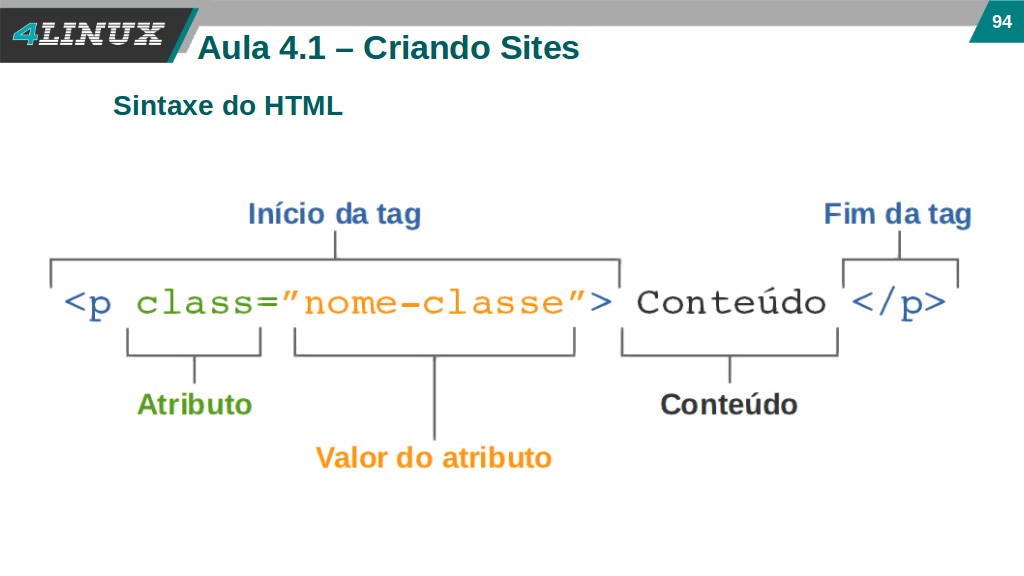 4LINUX
94
Aula 4.1 – Criando Sites
Sintaxe do HTML
Início da tag
Fim da tag
<p class=”nome-classe”> Conteúdo </p>
Atributo
Conteúdo
Valor do atributo